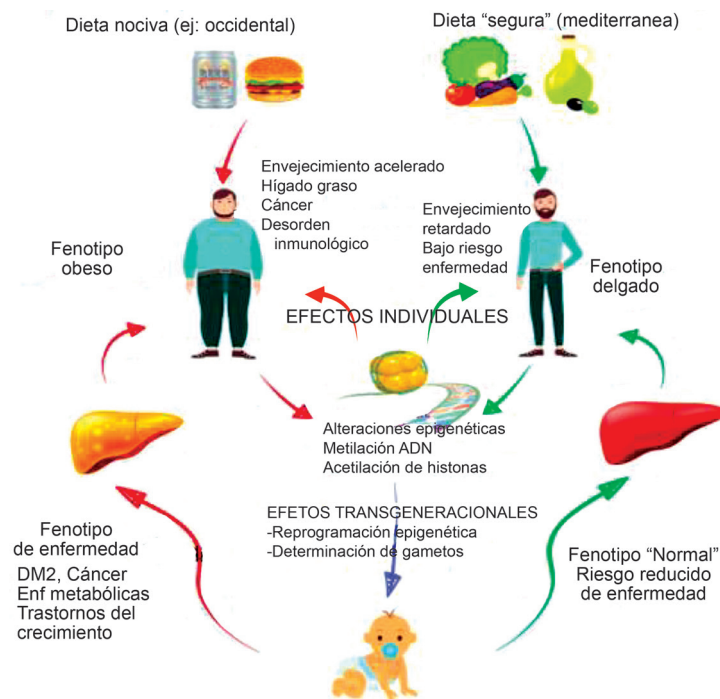 Dieta nociva (ej: occidental)
Dieta “segura” (mediterranea)
BEER
Envejecimiento acelerado
Hígado graso
Cáncer
Desorden
inmunológico
Envejecimiento
retardado
Bajo riesgo
enfermedad
Fenotipo
obeso
Fenotipo
delgado
EFECTOS INDIVIDUALES
Alteraciones epigenéticas
Metilación ADN
Acetilación de histonas
EFETOS TRANSGENERACIONALES
-Reprogramación epigenética
-Determinación de gametos
Fenotipo
de enfermedad
DM2, Cáncer
Enf metabólicas
Trastornos del
crecimiento
Fenotipo “Normal”
Riesgo reducido
de enfermedad